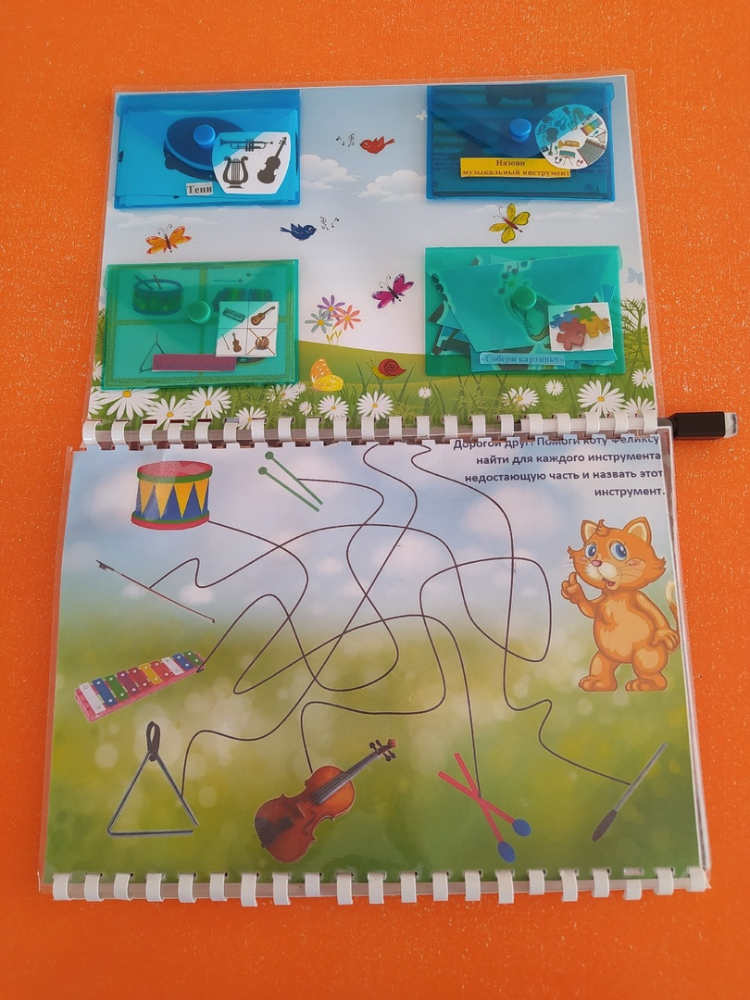 Тени
Назови
музыкальный инструмент
«Собери картинку»
Дорогой друг! Помоги коту Феликсу
найти для каждого инструмента
недостающую часть и назвать этот
инструмент.